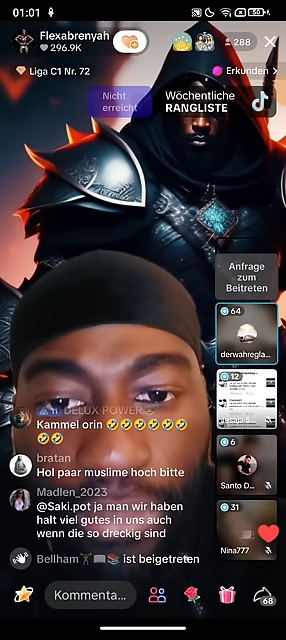 01:01
50
Flexabrenyah
296.9K
288
Liga C1 Nr. 72
Erkunden >
Nicht
erreicht
Wöchentliche
RANGLISTE
Anfrage
zum
Beitreten
64
derwahregla...
12
6
Santo D...
31
Nina777
DELUX POWER
Kammel orin 🤣🤣🤣🤣🤣🤣
🤣🤣
bratan
Hol paar muslime hoch bitte
Madlen_2023
@Saki.pot ja man wir haben
halt viel gutes in uns auch
wenn die so dreckig sind
Bellham 📖📚 ist beigetreten
Kommenta...
68